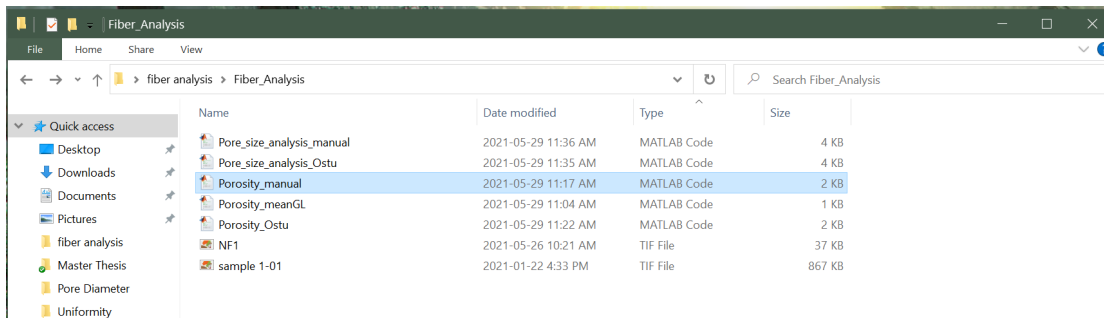 Fiber_Analysis
File Home Share View
fiber analysis > Fiber_Analysis Search Fiber_Analysis
Name Date modified Type Size
Quick access
Desktop
Downloads
Documents
Pictures
fiber analysis
Master Thesis
Pore Diameter
Uniformity
Pore_size_analysis_manual 2021-05-29 11:36 AM MATLAB Code 4 KB
Pore_size_analysis_Ostu 2021-05-29 11:35 AM MATLAB Code 4 KB
Porosity_manual 2021-05-29 11:17 AM MATLAB Code 2 KB
Porosity_meanGL 2021-05-29 11:04 AM MATLAB Code 1 KB
Porosity_Ostu 2021-05-29 11:22 AM MATLAB Code 2 KB
NF1 2021-05-26 10:21 AM TIF File 37 KB
sample 1-01 2021-01-22 4:33 PM TIF File 867 KB